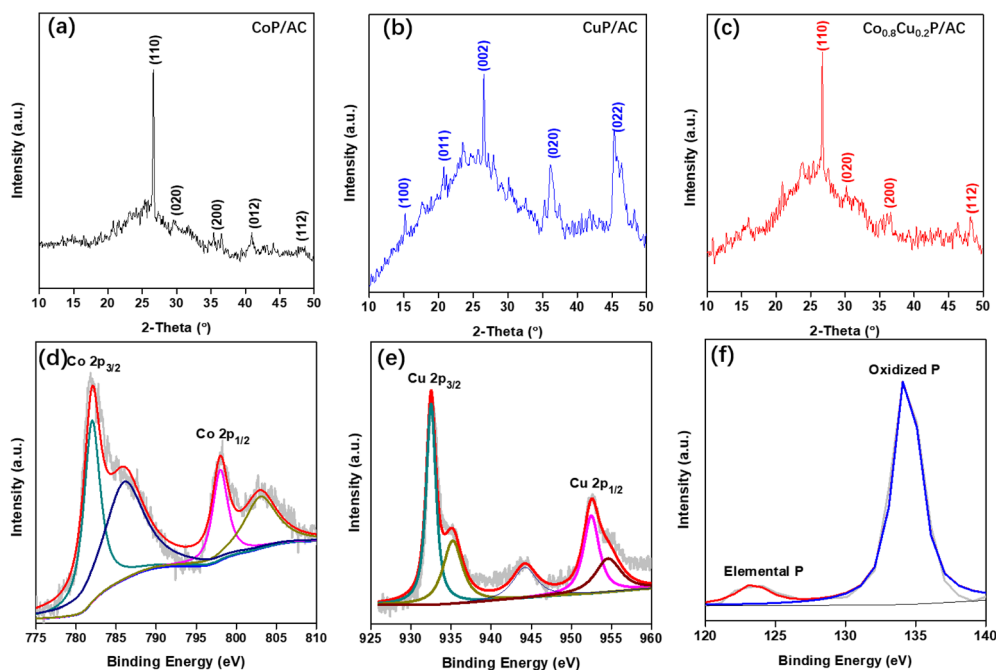 (a) CoP/AC
(110)
(020)
(200)
(012)
(112)
Intensity (a.u.)
10 15 20 25 30 35 40 45 50
2-Theta (°)
(b) CuP/AC
(100)
(011)
(002)
(020)
(022)
Intensity (a.u.)
10 15 20 25 30 35 40 45 50
2-Theta (°)
(c) Co₀.₈Cu₀.₂P/AC
(110)
(020)
(200)
(112)
Intensity (a.u.)
10 15 20 25 30 35 40 45 50
2-Theta (°)
(d)
Co 2p₃/₂
Co 2p₁/₂
Intensity (a.u.)
775 780 785 790 795 800 805 810
Binding Energy (eV)
(e)
Cu 2p₃/₂
Cu 2p₁/₂
Intensity (a.u.)
925 930 935 940 945 950 955 960
Binding Energy (eV)
(f)
Oxidized P
Elemental P
Intensity (a.u.)
120 125 130 135 140
Binding Energy (eV)